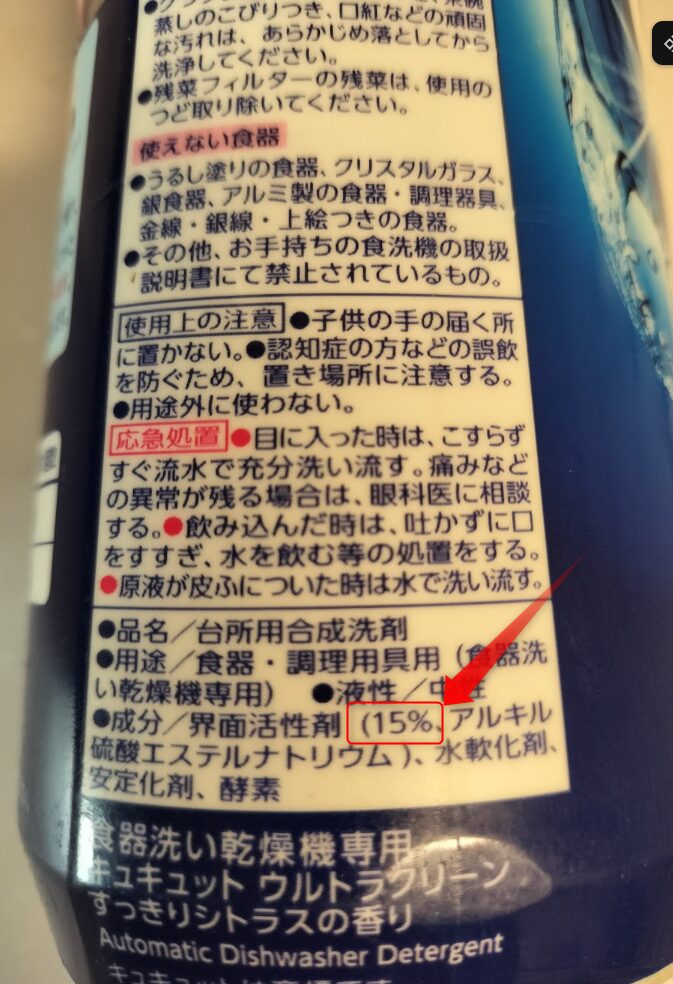 蒸しのこびりつき、口紅などの頑固
な汚れは、あらかじめ落としてから
洗浄してください。
●残菜フィルターの残菜は、使用の
つど取り除いてください。
使えない食器
●うるし塗りの食器、クリスタルガラス、
銀食器、アルミ製の食器・調理器具、
金線・銀線・上絵つきの食器。
●その他、お手持ちの食洗機の取扱
説明書にて禁止されているもの。
使用上の注意 ●子供の手の届く所
に置かない。●認知症の方などの誤飲
を防ぐため、置き場所に注意する。
●用途外に使わない。
応急処置 ●目に入った時は、こすらず
すぐ流水で充分洗い流す。痛みなど
の異常が残る場合は、眼科医に相談
する。●飲み込んだ時は、吐かずに口
をすすぎ、水を飲む等の処置をする。
●原液が皮ふについた時は水で洗い流す。
●品名／台所用合成洗剤
●用途／食器・調理用具用（食器洗
い乾燥機専用） ●液性／中性
●成分／界面活性剤（15%、アルキル
硫酸エステルナトリウム）、水軟化剤、
安定化剤、酵素
食器洗い乾燥機専用
キュキュット ウルトラクリーン
すっきりシトラスの香り
Automatic Dishwasher Detergent